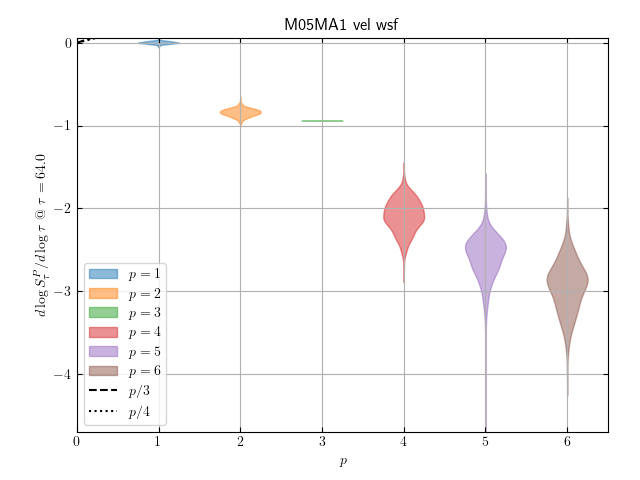 M05MA1 vel wsf
d log S_τ^P / d log τ @ τ = 64.0
0
−1
−2
−3
−4
p = 1
p = 2
p = 3
p = 4
p = 5
p = 6
p/3
p/4
0 1 2 3 4 5 6
p